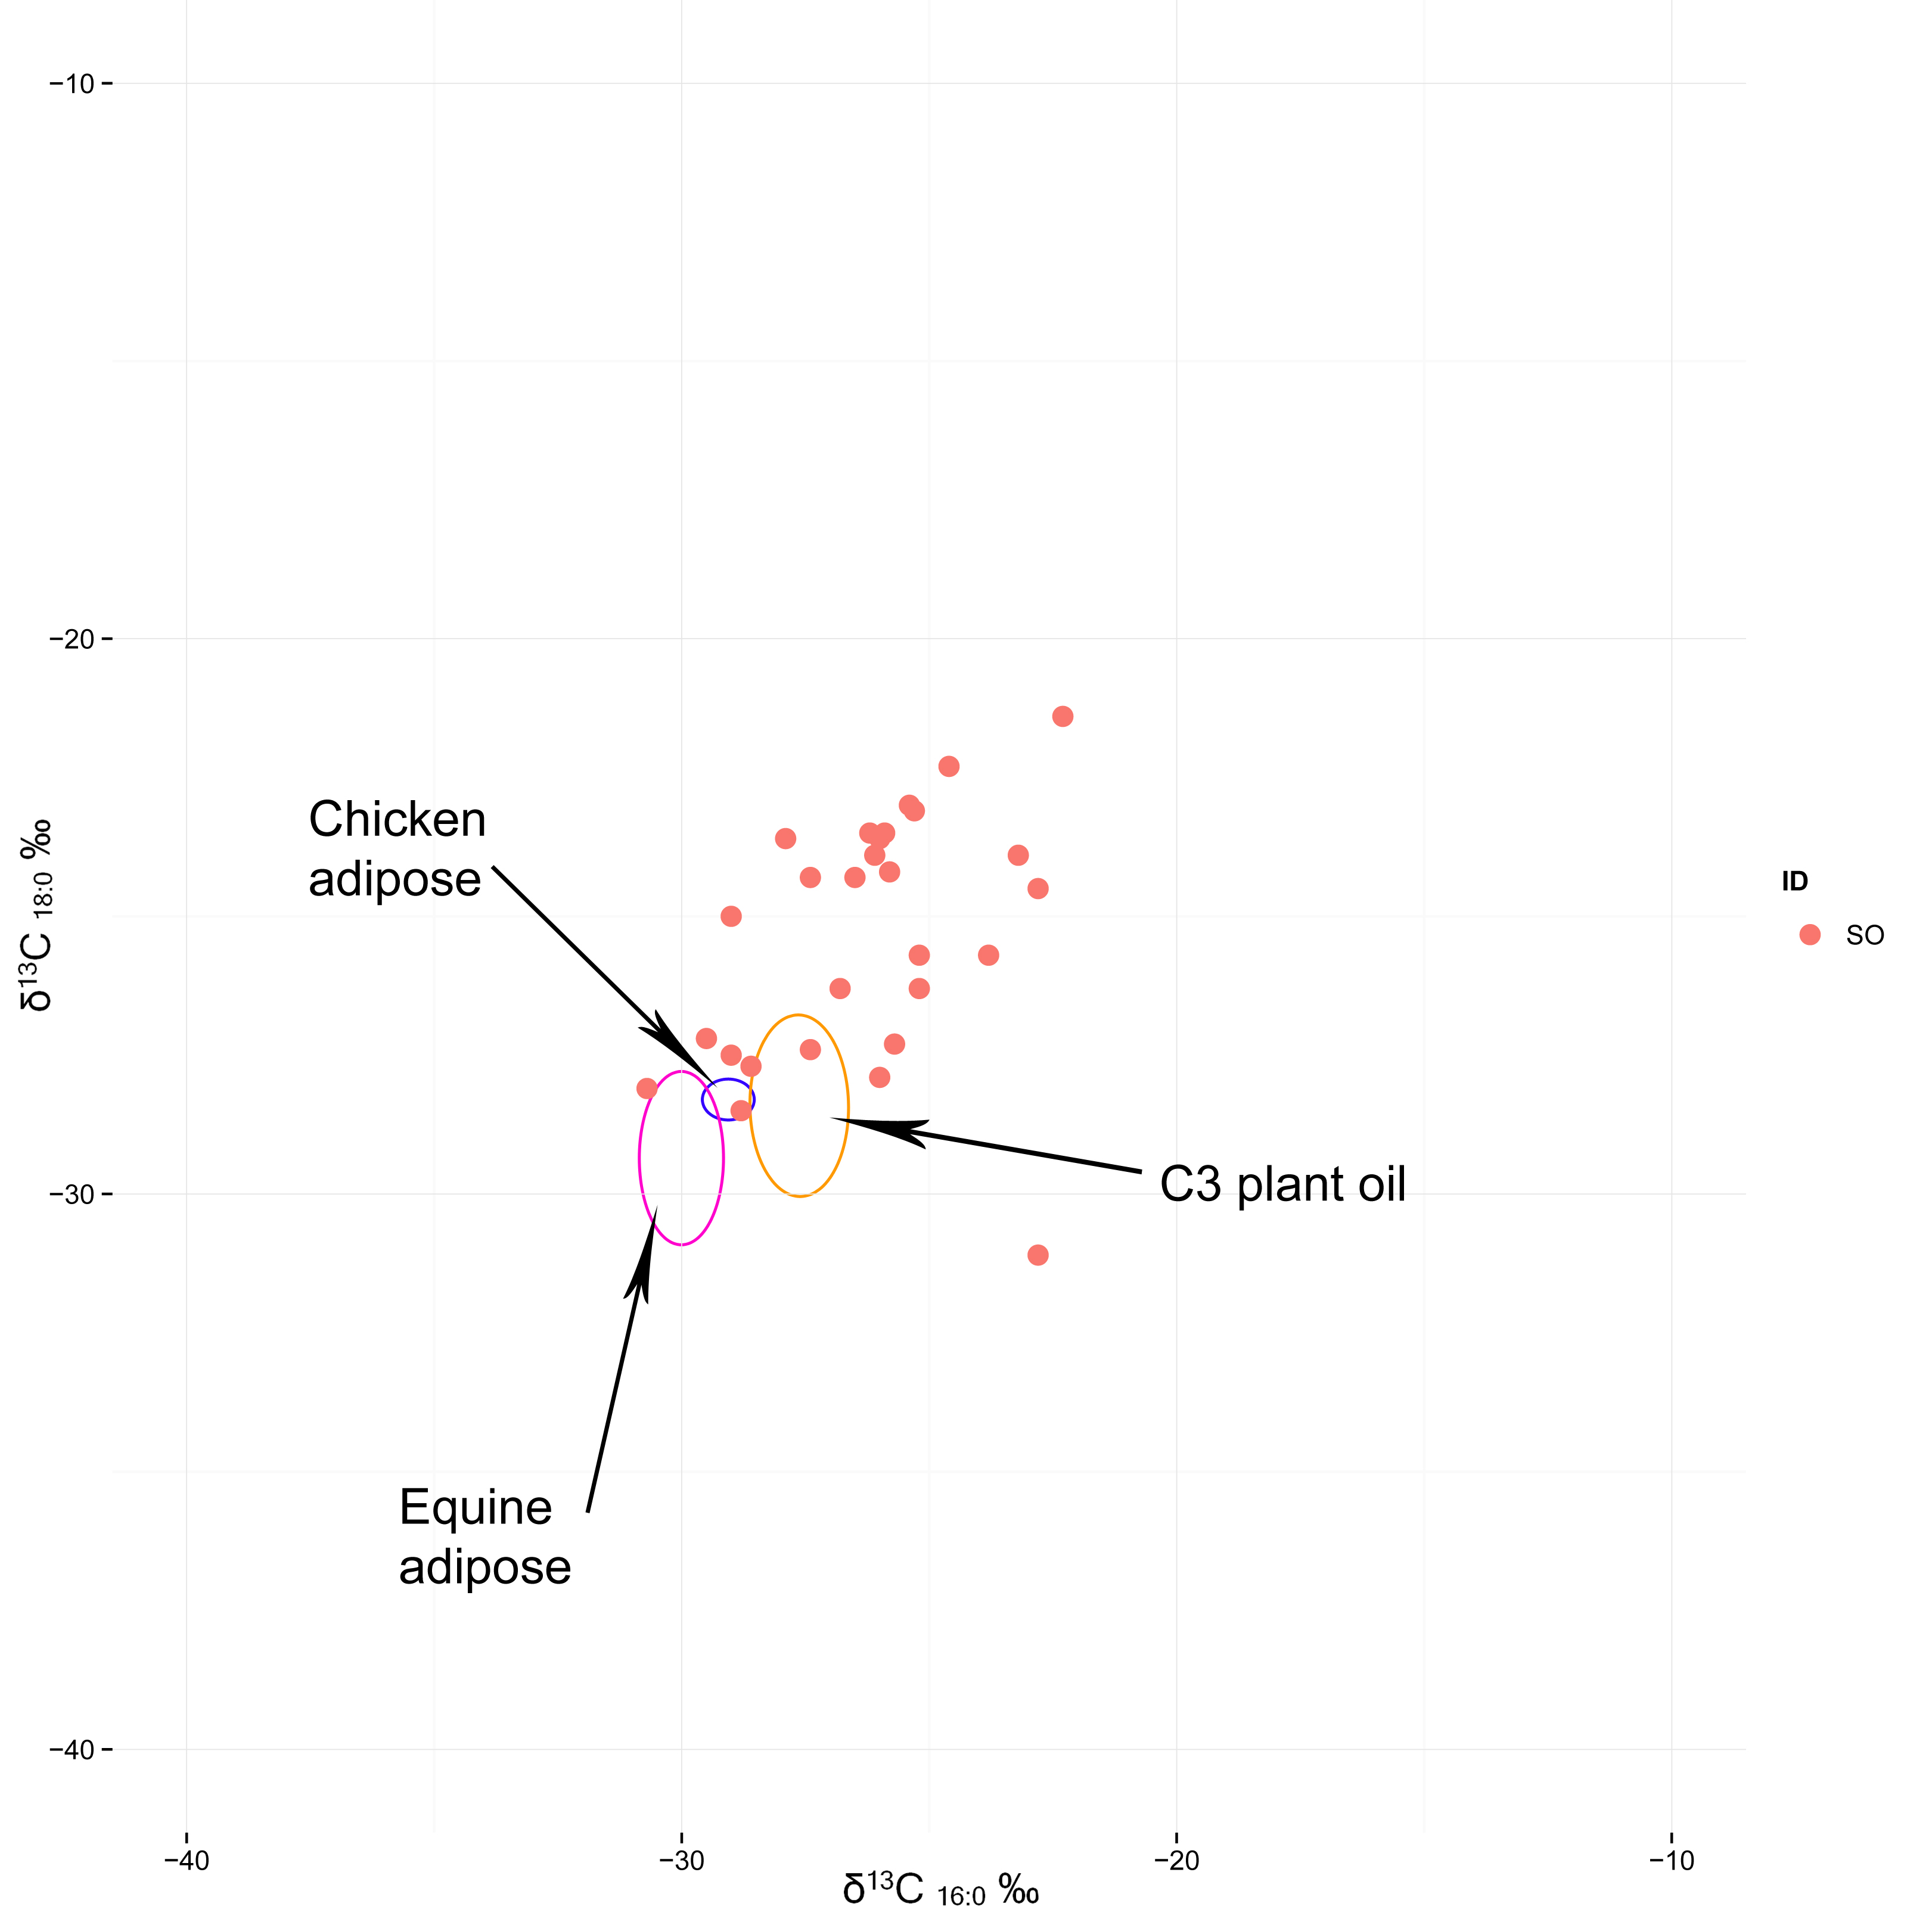 −10
−20
Chicken
adipose
δ¹³C 18:0 ‰
ID
SO
C3 plant oil
−30
Equine
adipose
−40
−40 −30 −20 −10
δ¹³C 16:0 ‰